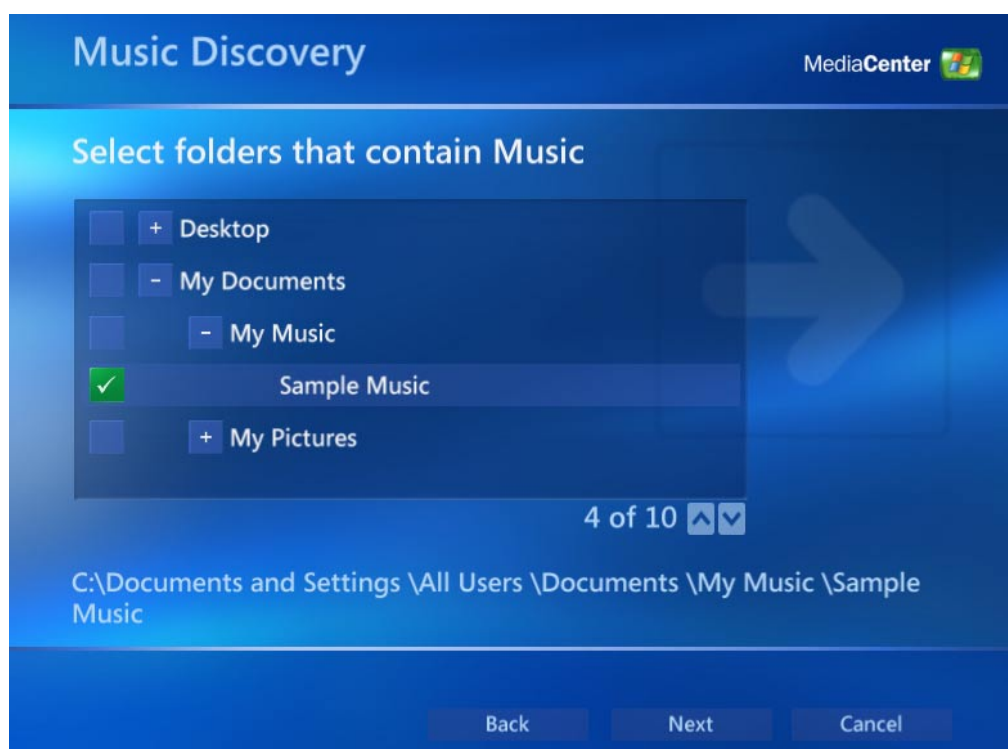 Music Discovery
MediaCenter
Select folders that contain Music
+ Desktop
- My Documents
- My Music
Sample Music
+ My Pictures
4 of 10
C:\Documents and Settings \All Users \Documents \My Music \Sample
Music
Back Next Cancel